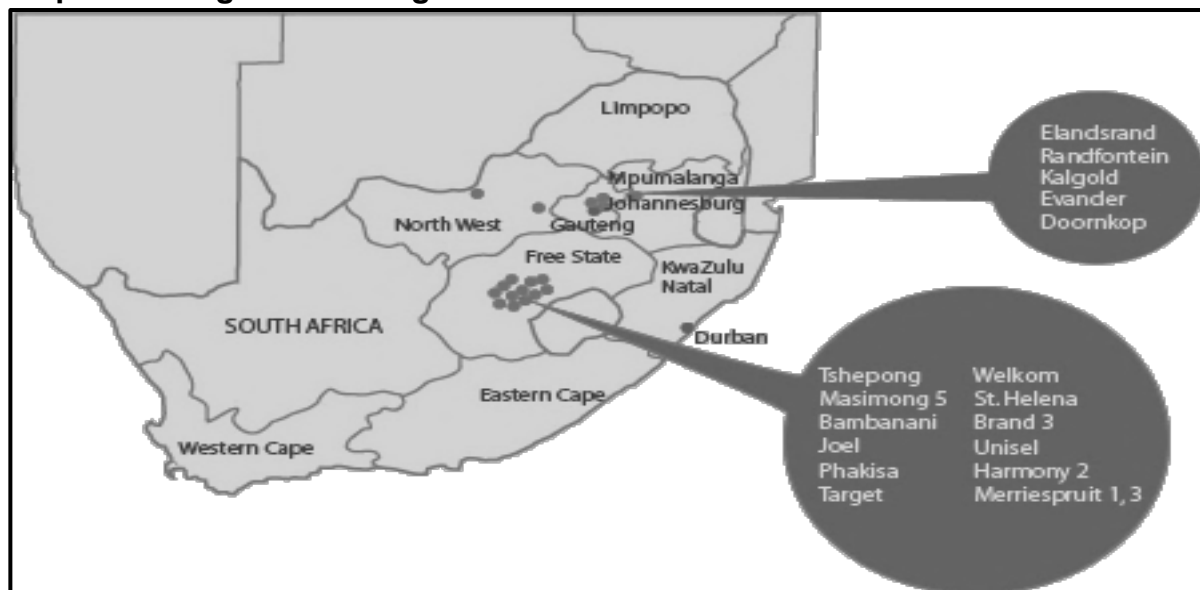 Limpopo
Mpumalanga
Johannesburg
North West
Gauteng
Free State
KwaZulu
Natal
SOUTH AFRICA
Durban
Eastern Cape
Western Cape
Elandsrand
Randfontein
Kalgold
Evander
Doornkop
Tshepong
Masimong 5
Bambanani
Joel
Phakisa
Target
Welkom
St. Helena
Brand 3
Unisel
Harmony 2
Merriespruit 1, 3